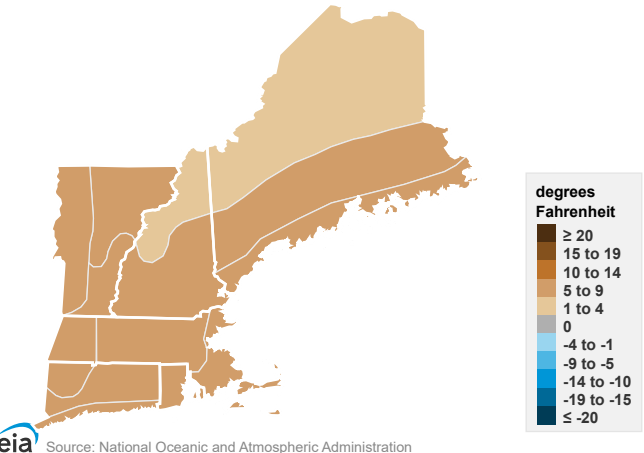 degrees
Fahrenheit
≥ 20
15 to 19
10 to 14
5 to 9
1 to 4
0
-4 to -1
-9 to -5
-14 to -10
-19 to -15
≤ -20
eia Source: National Oceanic and Atmospheric Administration